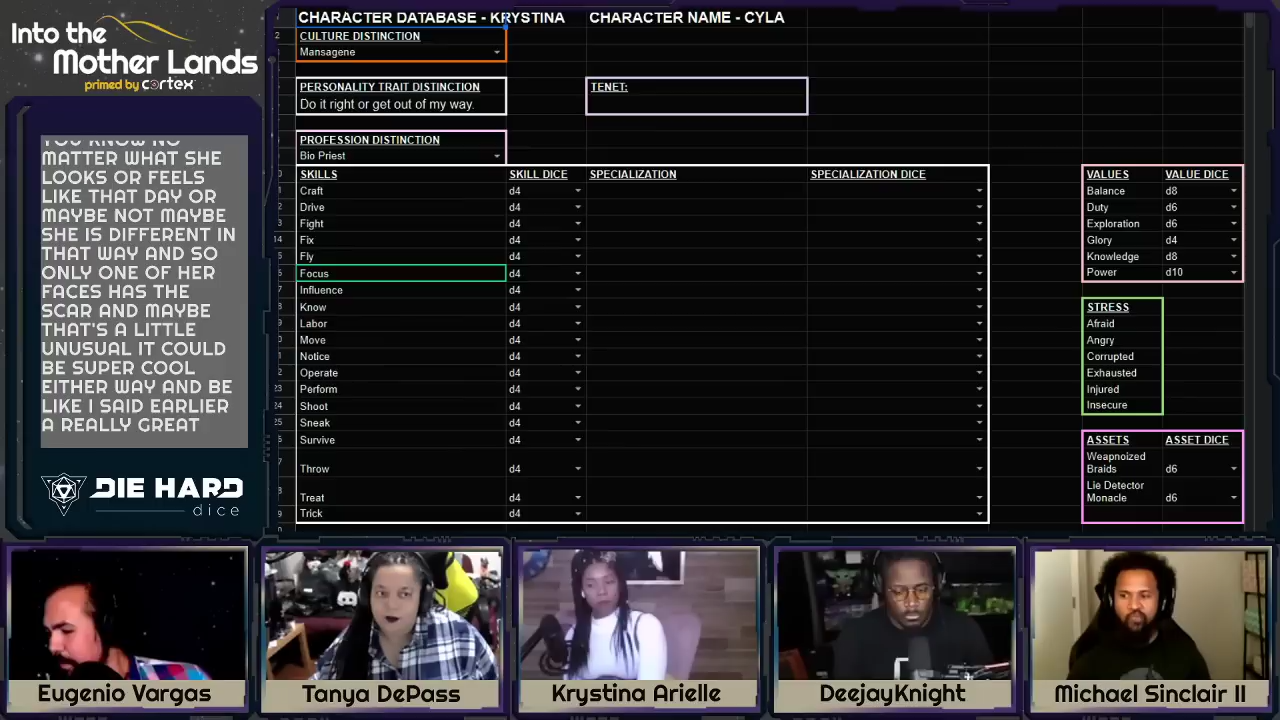 Into the
Mother Lands
primed by cortex
YOU KNOW NO
MATTER WHAT SHE
LOOKS OR FEELS
LIKE THAT DAY OR
MAYBE NOT MAYBE
SHE IS DIFFERENT IN
THAT WAY AND SO
ONLY ONE OF HER
FACES HAS THE
SCAR AND MAYBE
THAT'S A LITTLE
UNUSUAL IT COULD
BE SUPER COOL
EITHER WAY AND BE
LIKE I SAID EARLIER
A REALLY GREAT
DIE HARD
dice
CHARACTER DATABASE - KRYSTINA CHARACTER NAME - CYLA
CULTURE DISTINCTION
Mansagene
PERSONALITY TRAIT DISTINCTION TENET:
Do it right or get out of my way.
PROFESSION DISTINCTION
Bio Priest
SKILLS SKILL DICE SPECIALIZATION SPECIALIZATION DICE
Craft d4
Drive d4
Fight d4
Fix d4
Fly d4
Focus d4
Influence d4
Know d4
Labor d4
Move d4
Notice d4
Operate d4
Perform d4
Shoot d4
Sneak d4
Survive d4
Throw d4
Treat d4
Trick d4
VALUES VALUE DICE
Balance d8
Duty d6
Exploration d6
Glory d4
Knowledge d8
Power d10
STRESS
Afraid
Angry
Corrupted
Exhausted
Injured
Insecure
ASSETS ASSET DICE
Weapnoized
Braids d6
Lie Detector
Monacle d6
Eugenio Vargas
Tanya DePass
Krystina Arielle
DeejayKnight
Michael Sinclair II